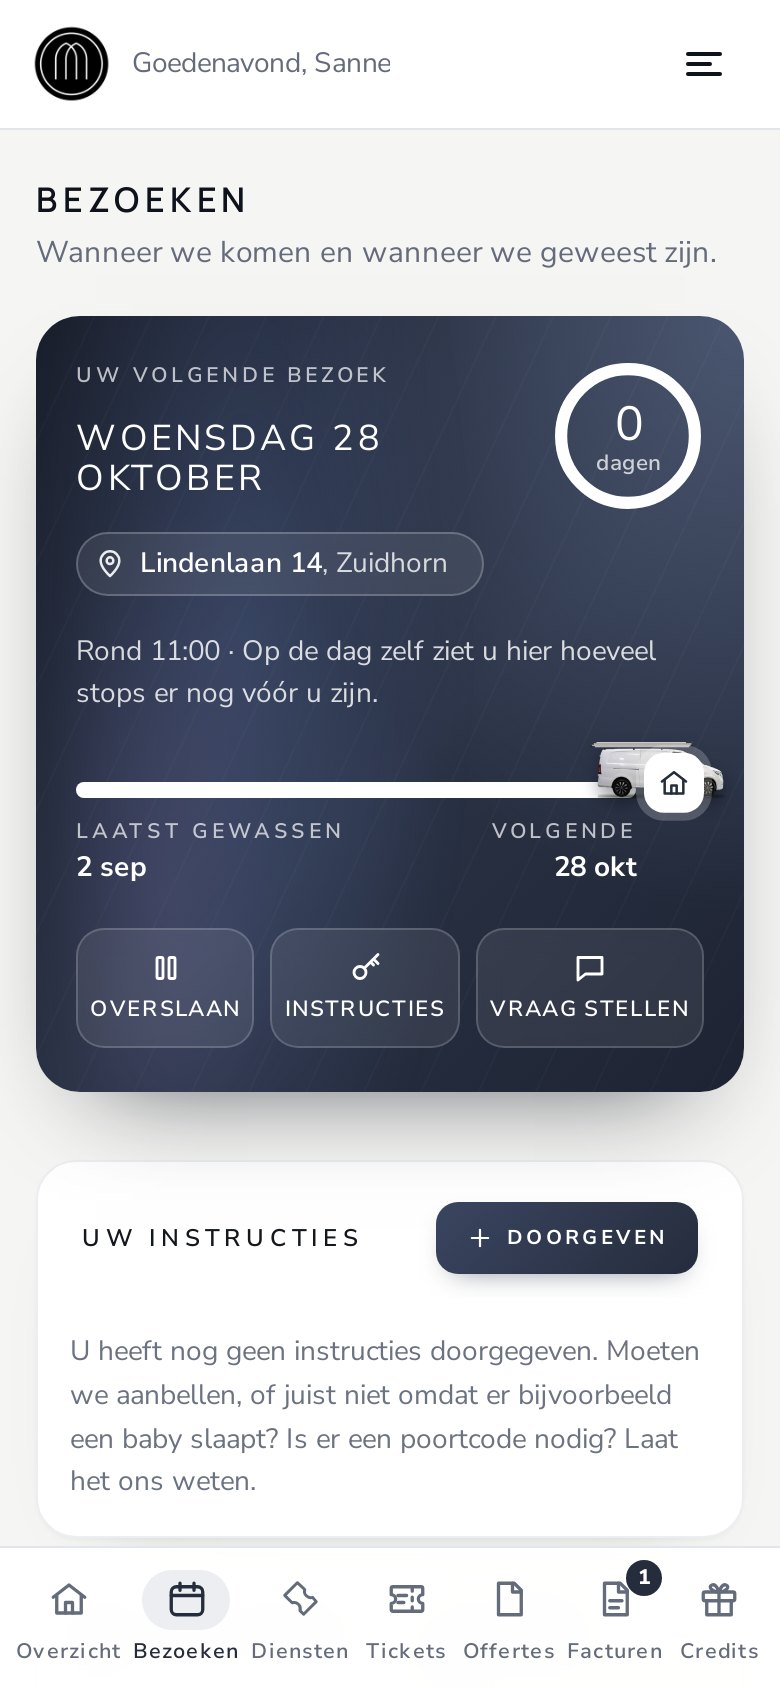 Goedenavond, Sanne
BEZOEKEN
Wanneer we komen en wanneer we geweest zijn.
UW VOLGENDE BEZOEK
WOENSDAG 28
OKTOBER
0
dagen
Lindenlaan 14, Zuidhorn
Rond 11:00 · Op de dag zelf ziet u hier hoeveel
stops er nog vóór u zijn.
LAATST GEWASSEN
2 sep
VOLGENDE
28 okt
OVERSLAAN
INSTRUCTIES
VRAAG STELLEN
UW INSTRUCTIES
DOORGEVEN
U heeft nog geen instructies doorgegeven. Moeten
we aanbellen, of juist niet omdat er bijvoorbeeld
een baby slaapt? Is er een poortcode nodig? Laat
het ons weten.
1
Overzicht
Bezoeken
Diensten
Tickets
Offertes
Facturen
Credits